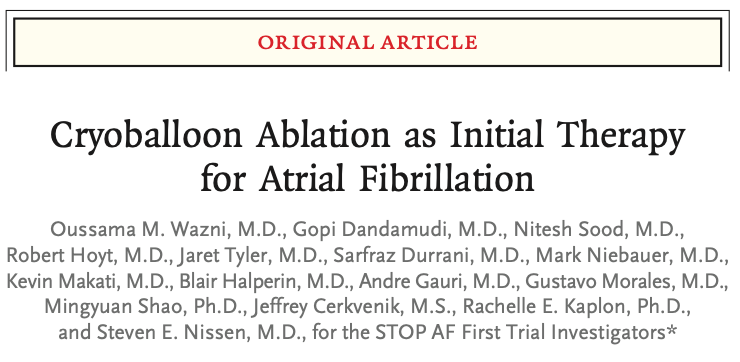 ORIGINAL ARTICLE
Cryoballoon Ablation as Initial Therapy
for Atrial Fibrillation
Oussama M. Wazni, M.D., Gopi Dandamudi, M.D., Nitesh Sood, M.D.,
Robert Hoyt, M.D., Jaret Tyler, M.D., Sarfraz Durrani, M.D., Mark Niebauer, M.D.,
Kevin Makati, M.D., Blair Halperin, M.D., Andre Gauri, M.D., Gustavo Morales, M.D.,
Mingyuan Shao, Ph.D., Jeffrey Cerkvenik, M.S., Rachelle E. Kaplon, Ph.D.,
and Steven E. Nissen, M.D., for the STOP AF First Trial Investigators*